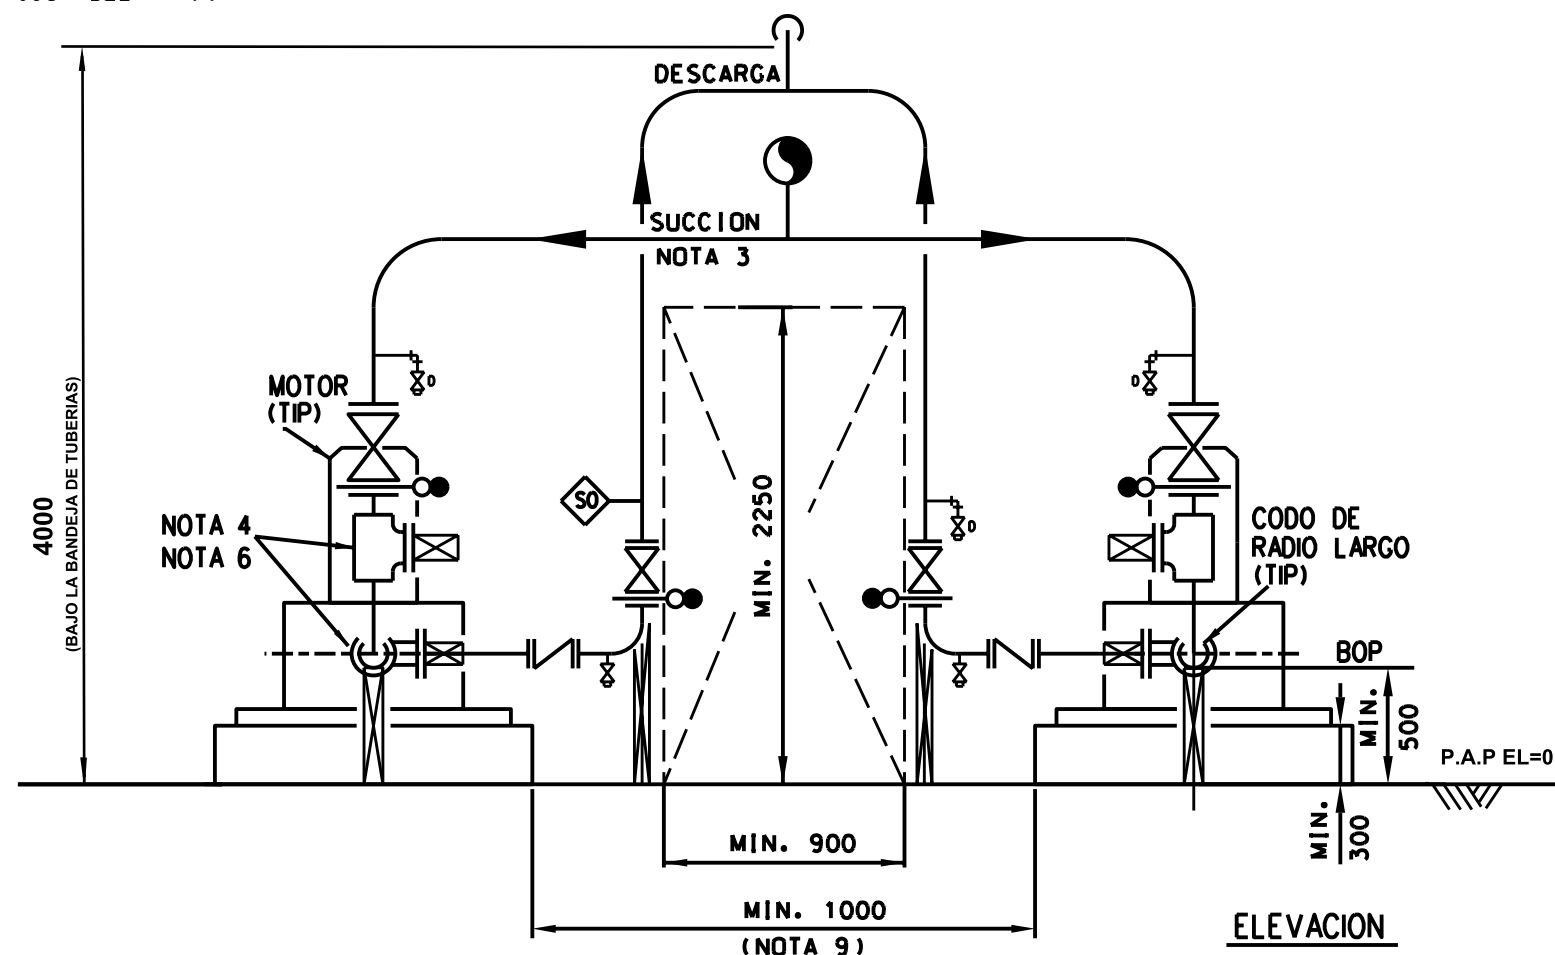 DESCARGA
SUCCION
NOTA 3
MOTOR
(TIP)
D
D
4000
(BAJO LA BANDEJA DE TUBERIAS)
MIN. 2250
SO
D
NOTA 4
NOTA 6
CODO DE
RADIO LARGO
(TIP)
BOP
MIN.
500
P.A.P EL=0
MIN.
300
MIN. 900
MIN. 1000
(NOTA 9)
ELEVACION